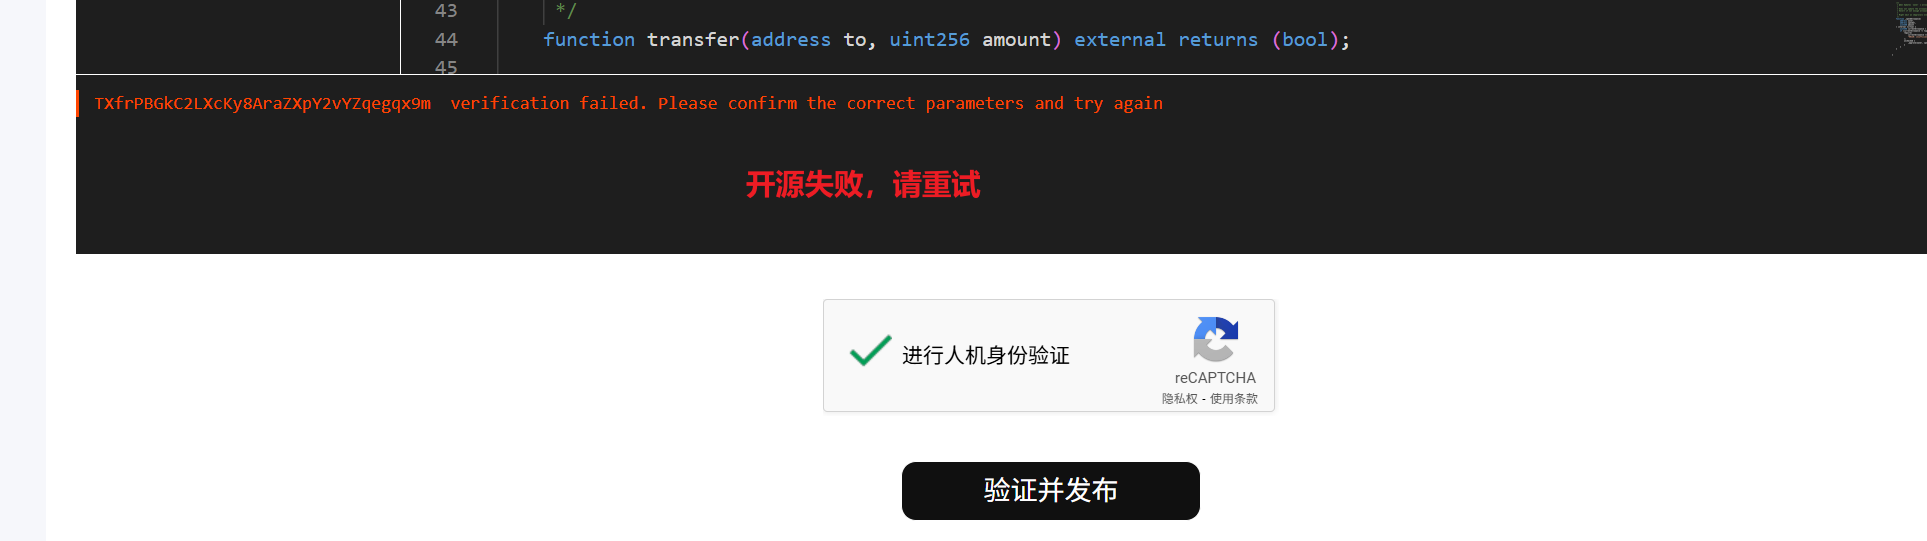 43 */
44 function transfer(address to, uint256 amount) external returns (bool);
45
TXfrPBGkC2LXcKy8AraZXpY2vYZqegqx9m verification failed. Please confirm the correct parameters and try again
开源失败，请重试
进行人机身份验证
reCAPTCHA
隐私权 - 使用条款
验证并发布